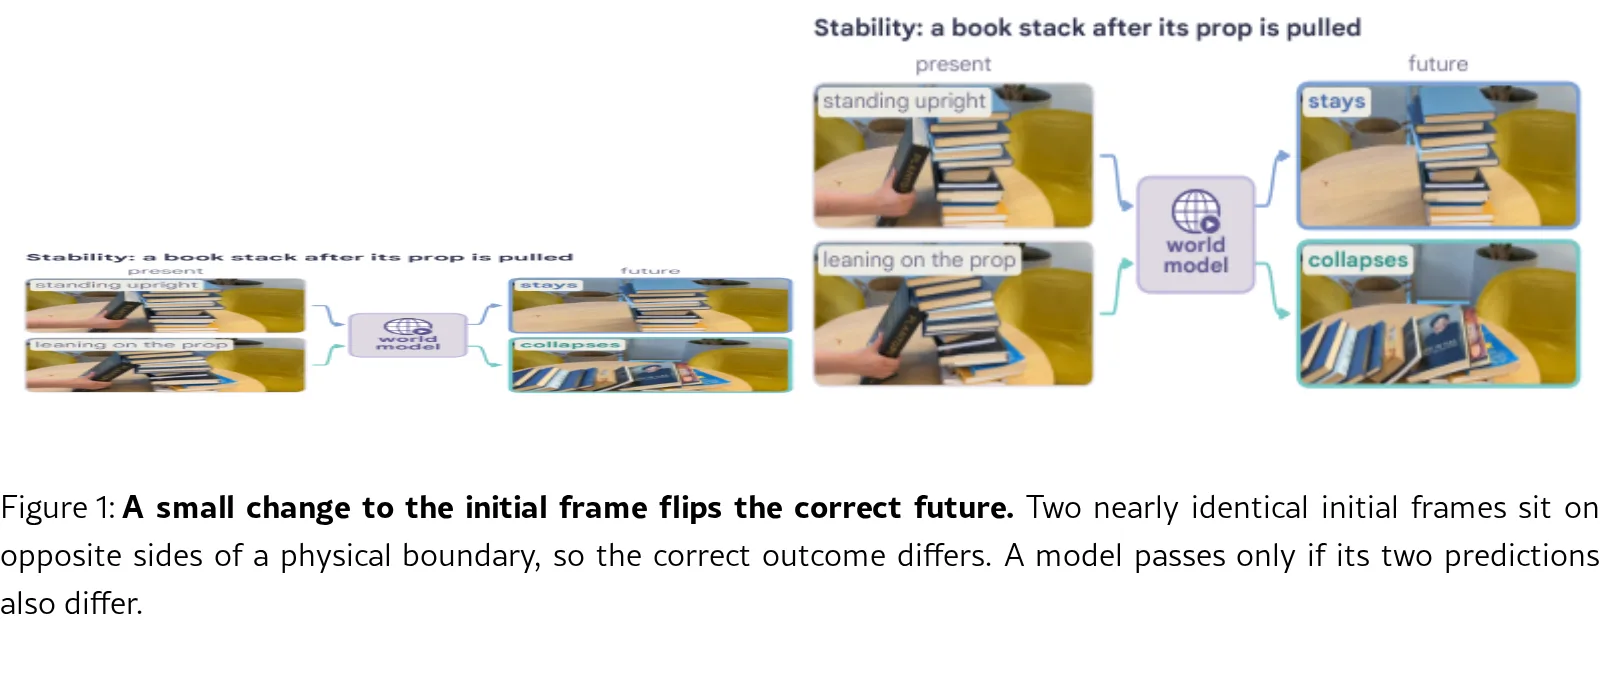 Stability: a book stack after its prop is pulled
present
future
standing upright
stays
world
model
leaning on the prop
collapses
Stability: a book stack after its prop is pulled
present
future
standing upright
stays
world
model
leaning on the prop
collapses
Figure 1: A small change to the initial frame flips the correct future. Two nearly identical initial frames sit on
opposite sides of a physical boundary, so the correct outcome differs. A model passes only if its two predictions
also differ.